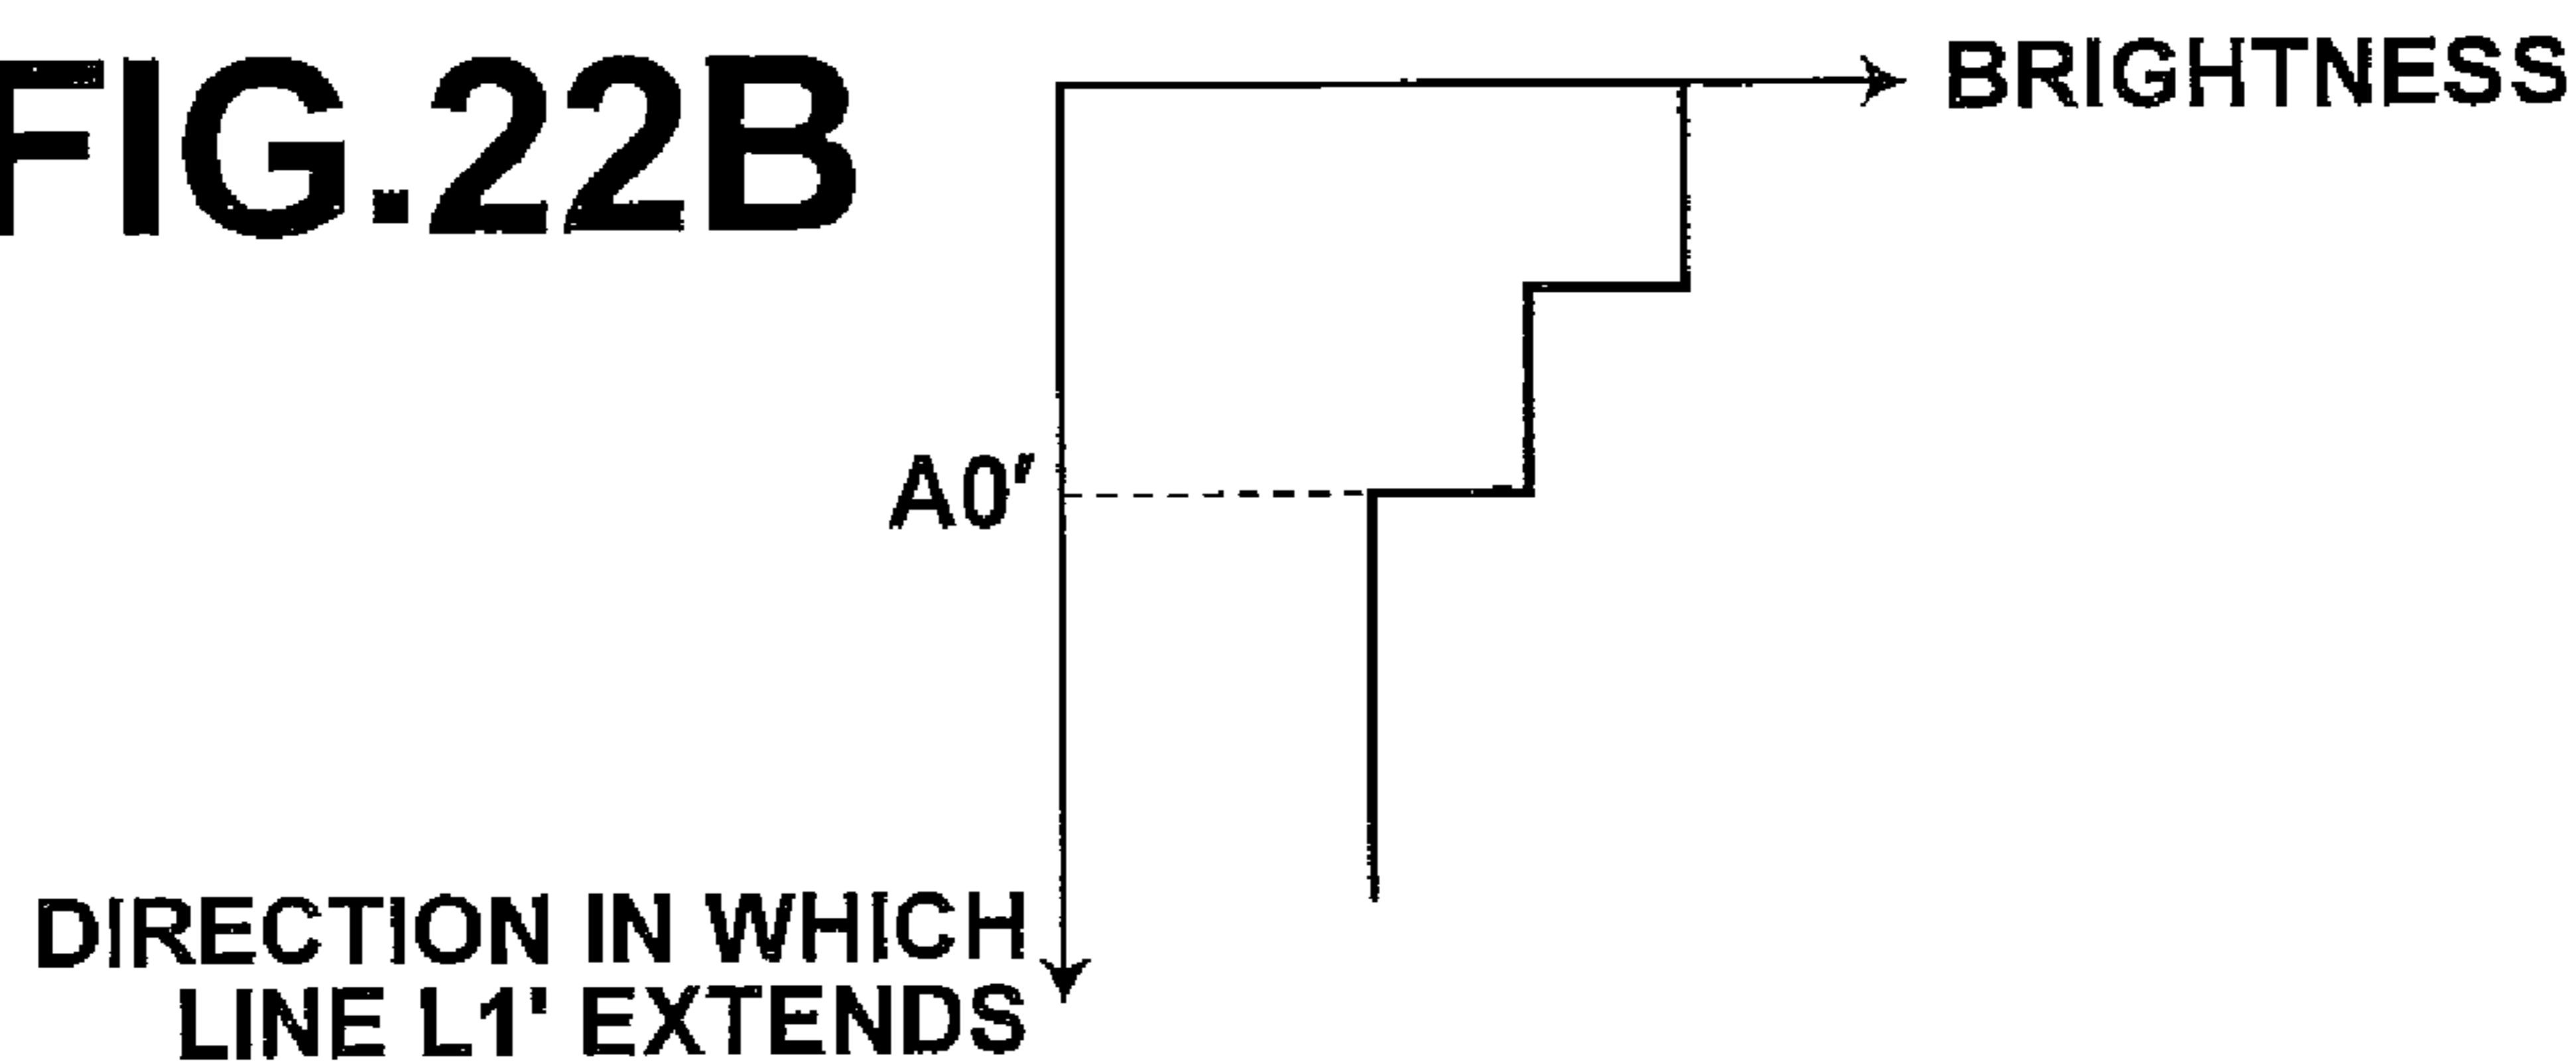 FIG.22B
BRIGHTNESS
A0'
DIRECTION IN WHICH
LINE L1' EXTENDS